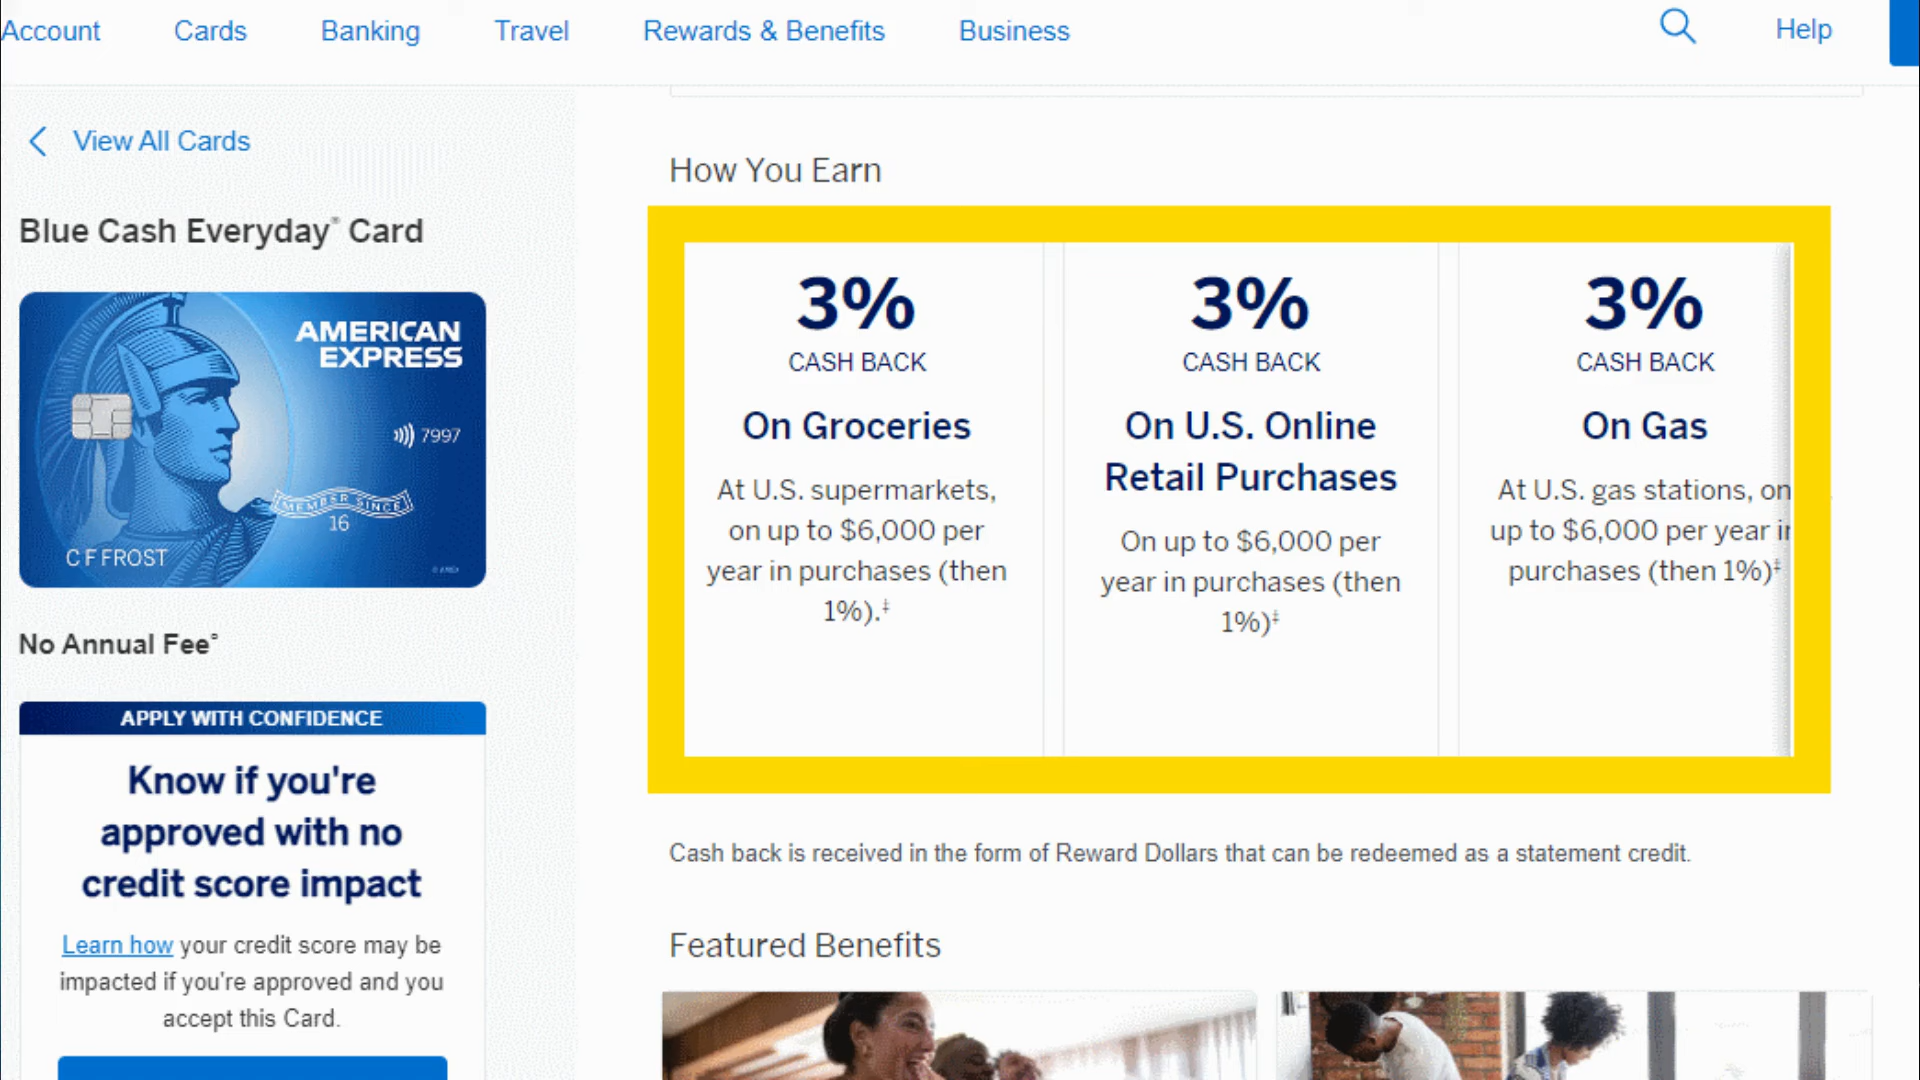 Account Cards Banking Travel Rewards & Benefits Business Help
View All Cards
Blue Cash Everyday® Card
AMERICAN
EXPRESS
7997
MEMBER SINCE
16
C F FROST
No Annual Fee¤
APPLY WITH CONFIDENCE
Know if you're
approved with no
credit score impact
Learn how your credit score may be
impacted if you're approved and you
accept this Card.
How You Earn
3%
CASH BACK
On Groceries
At U.S. supermarkets,
on up to $6,000 per
year in purchases (then
1%).‡
3%
CASH BACK
On U.S. Online
Retail Purchases
On up to $6,000 per
year in purchases (then
1%)‡
3%
CASH BACK
On Gas
At U.S. gas stations, on
up to $6,000 per year in
purchases (then 1%)‡
Cash back is received in the form of Reward Dollars that can be redeemed as a statement credit.
Featured Benefits